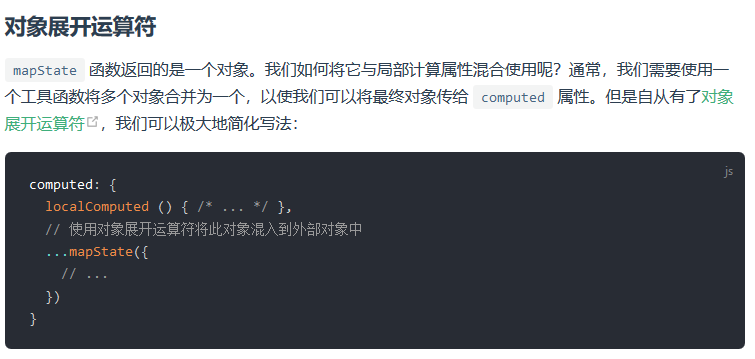 对象展开运算符
mapState 函数返回的是一个对象。我们如何将它与局部计算属性混合使用呢？通常，我们需要使用一
个工具函数将多个对象合并为一个，以使我们可以将最终对象传给 computed 属性。但是自从有了对象
展开运算符，我们可以极大地简化写法：
js
computed: {
  localComputed () { /* ... */ },
  // 使用对象展开运算符将此对象混入到外部对象中
  ...mapState({
    // ...
  })
}